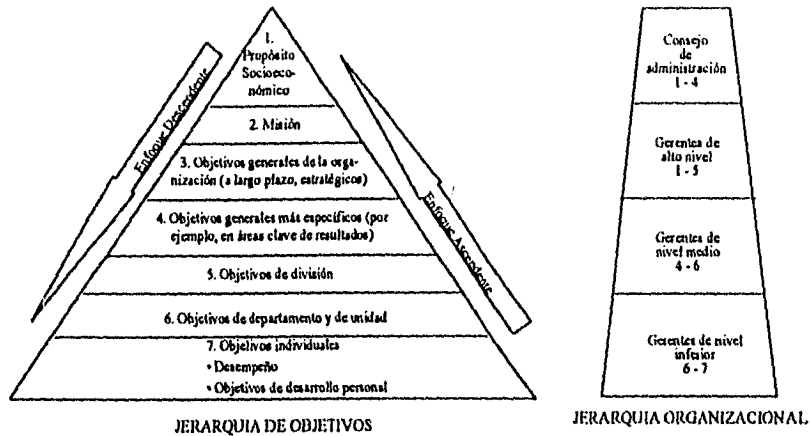 1.
Propósito
Socioeco-
nómico
2. Misión
3. Objetivos generales de la orga-
nización (a largo plazo, estratégicos)
4. Objetivos generales más específicos (por
ejemplo, en áreas clave de resultados)
5. Objetivos de división
6. Objetivos de departamento y de unidad
7. Objetivos individuales
• Desempeño
• Objetivos de desarrollo personal
Enfoque Descendente
Enfoque Ascendente
JERARQUIA DE OBJETIVOS
Consejo
de
administración
1 - 4
Gerentes de
alto nivel
1 - 5
Gerentes de
nivel medio
4 - 6
Gerentes de nivel
inferior
6 - 7
JERARQUIA ORGANIZACIONAL